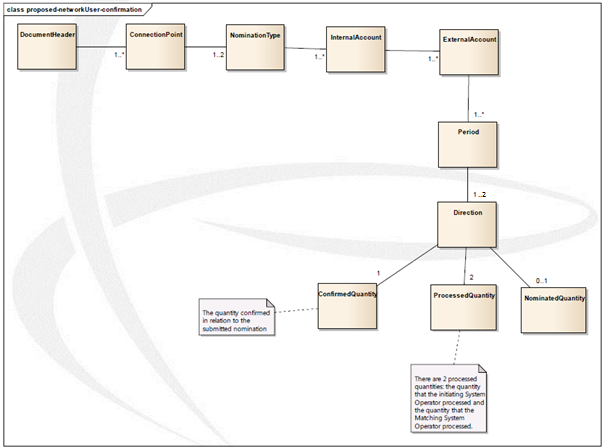 class proposed-networkUser-confirmation
DocumentHeader
ConnectionPoint
NominationType
InternalAccount
ExternalAccount
1..*
1..2
1..*
1..*
1..*
Period
1..2
Direction
1
2
0..1
ConfirmedQuantity
ProcessedQuantity
NominatedQuantity
The quantity confirmed
in relation to the
submitted nomination
There are 2 processed
quantities: the quantity
that the initiating System
Operator processed and
the quantity that the
Matching System
Operator processed.